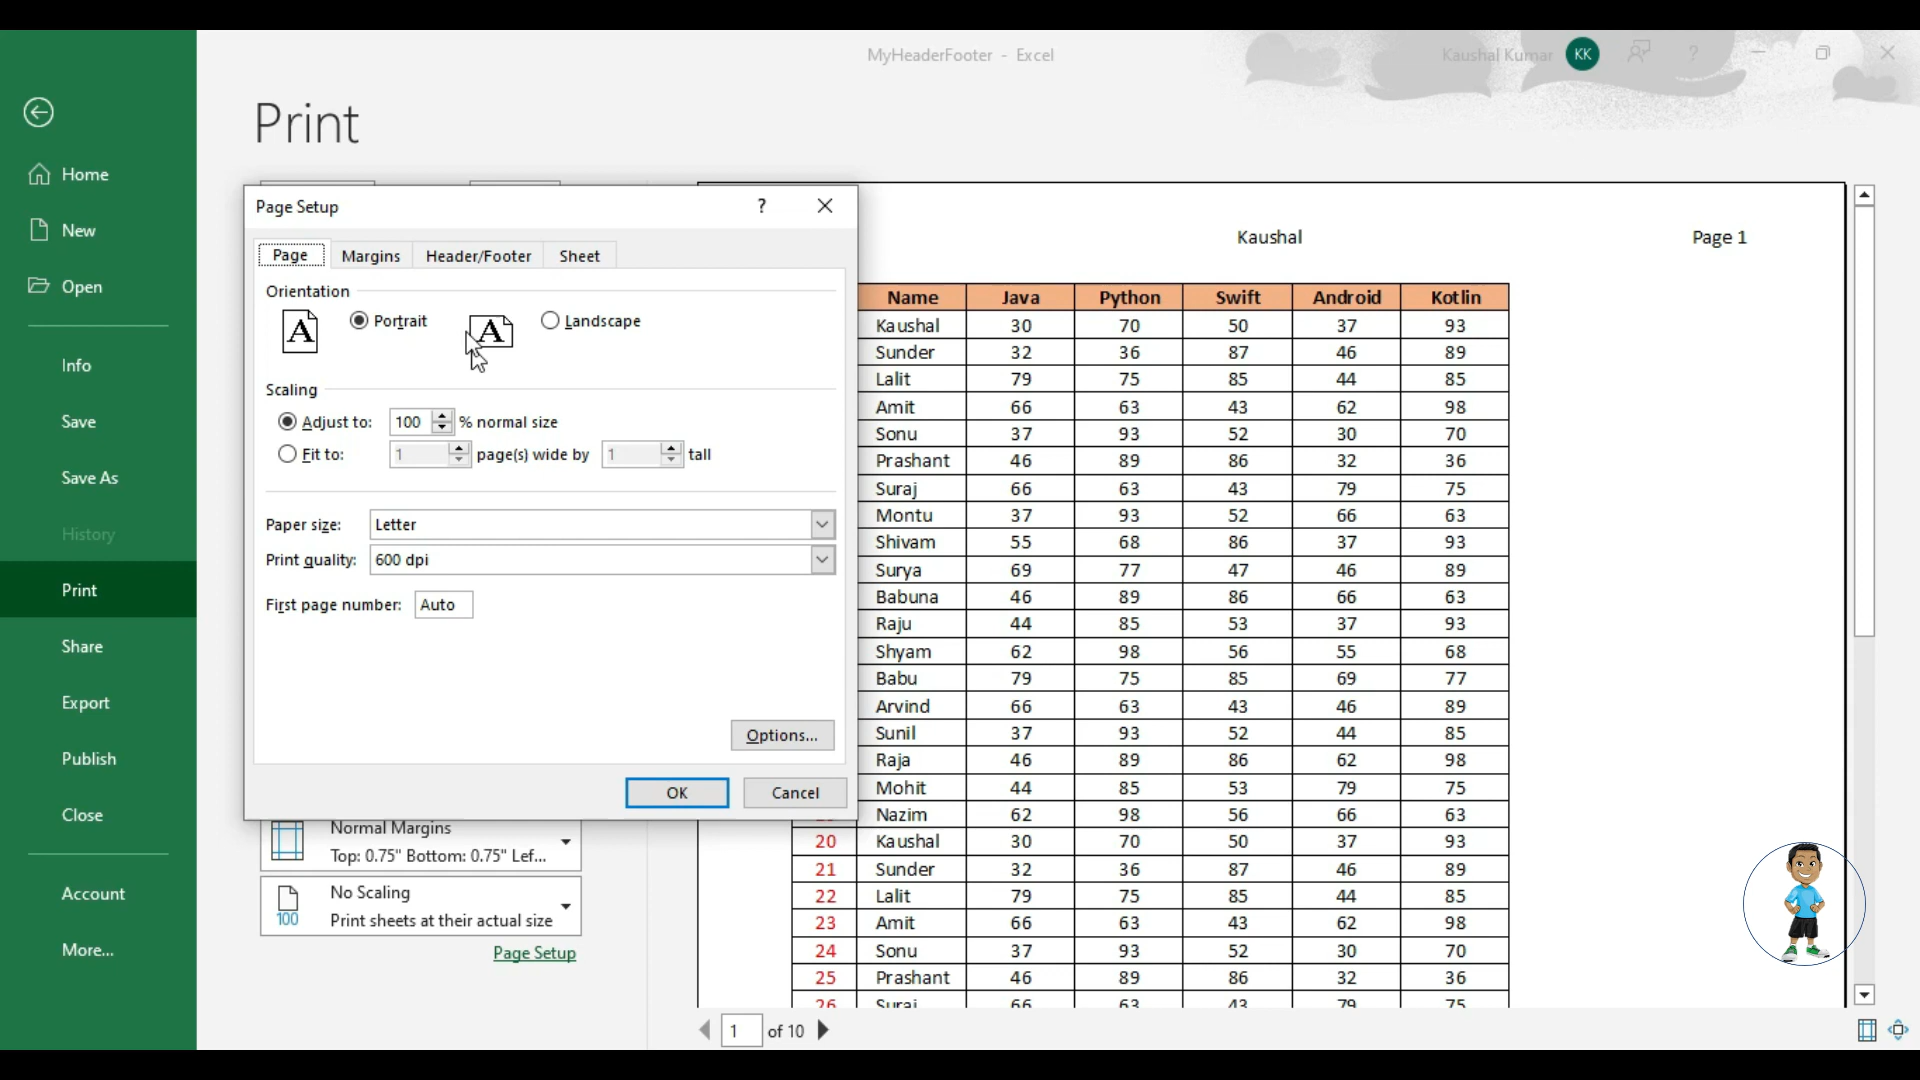 MyHeaderFooter - Excel
Kaushal Kumar KK ?
Print
Home
New
Open
Info
Save
Save As
History
Print
Share
Export
Publish
Close
Account
More...
Page Setup ?
Page Margins Header/Footer Sheet
Orientation
A Portrait A Landscape
Scaling
Adjust to: 100 % normal size
Fit to: 1 page(s) wide by 1 tall
Paper size: Letter
Print quality: 600 dpi
First page number: Auto
Options...
OK Cancel
Normal Margins
Top: 0.75" Bottom: 0.75" Lef...
100 No Scaling
Print sheets at their actual size
Page Setup
Kaushal Page 1
Name Java Python Swift Android Kotlin
Kaushal 30 70 50 37 93
Sunder 32 36 87 46 89
Lalit 79 75 85 44 85
Amit 66 63 43 62 98
Sonu 37 93 52 30 70
Prashant 46 89 86 32 36
Suraj 66 63 43 79 75
Montu 37 93 52 66 63
Shivam 55 68 86 37 93
Surya 69 77 47 46 89
Babuna 46 89 86 66 63
Raju 44 85 53 37 93
Shyam 62 98 56 55 68
Babu 79 75 85 69 77
Arvind 66 63 43 46 89
Sunil 37 93 52 44 85
Raja 46 89 86 62 98
Mohit 44 85 53 79 75
Nazim 62 98 56 66 63
20 Kaushal 30 70 50 37 93
21 Sunder 32 36 87 46 89
22 Lalit 79 75 85 44 85
23 Amit 66 63 43 62 98
24 Sonu 37 93 52 30 70
25 Prashant 46 89 86 32 36
26 Suraj 66 63 43 79 75
1 of 10